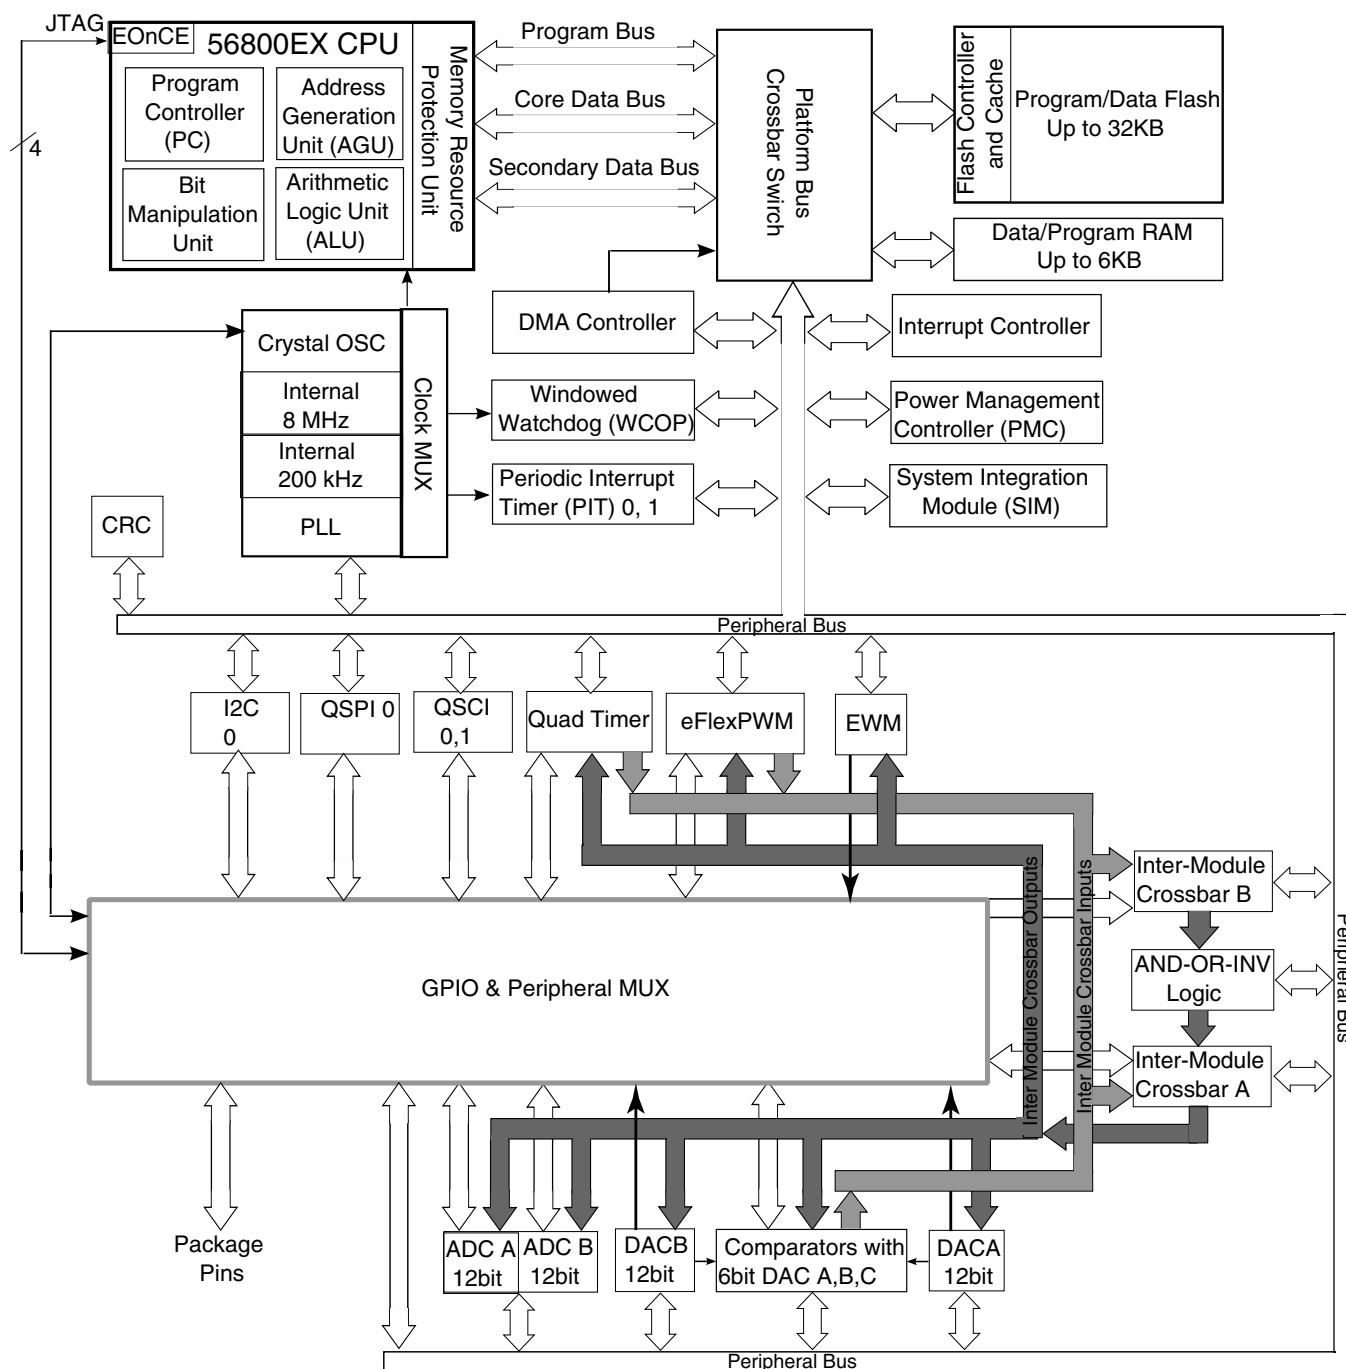 JTAG
EOnCE
56800EX CPU
Program
Controller
(PC)
Address
Generation
Unit (AGU)
Bit
Manipulation
Unit
Arithmetic
Logic Unit
(ALU)
Memory Resource
Protection Unit
4
Program Bus
Core Data Bus
Secondary Data Bus
Platform Bus
Crossbar Swirch
Flash Controller
and Cache
Program/Data Flash
Up to 32KB
Data/Program RAM
Up to 6KB
DMA Controller
Interrupt Controller
Crystal OSC
Internal
8 MHz
Internal
200 kHz
PLL
Clock MUX
Windowed
Watchdog (WCOP)
Power Management
Controller (PMC)
Periodic Interrupt
Timer (PIT) 0, 1
System Integration
Module (SIM)
CRC
Peripheral Bus
I2C
0
QSPI 0
QSCI
0,1
Quad Timer
eFlexPWM
EWM
Inter Module Crossbar Outputs
Inter Module Crossbar Inputs
Inter-Module
Crossbar B
AND-OR-INV
Logic
Inter-Module
Crossbar A
Peripheral Bus
GPIO & Peripheral MUX
Package
Pins
ADC A
12bit
ADC B
12bit
DACB
12bit
Comparators with
6bit DAC A,B,C
DACA
12bit
Peripheral Bus